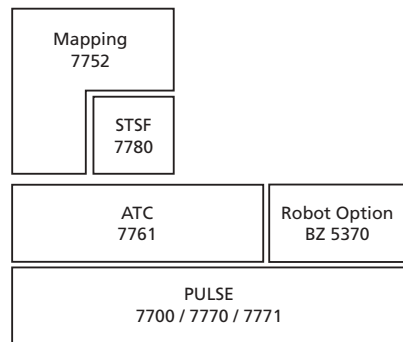 Mapping
7752
STSF
7780
ATC
7761
Robot Option
BZ 5370
PULSE
7700 / 7770 / 7771